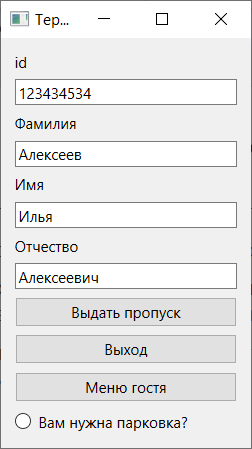 Тер...
id
123434534
Фамилия
Алексеев
Имя
Илья
Отчество
Алексеевич
Выдать пропуск
Выход
Меню гостя
Вам нужна парковка?